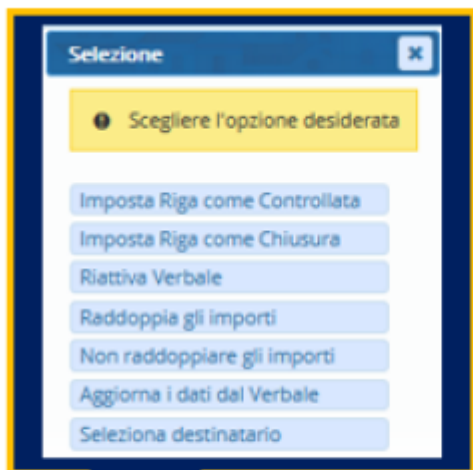 Selezione
Scegliere l'opzione desiderata
Imposta Riga come Controllata
Imposta Riga come Chiusura
Riattiva Verbale
Raddoppia gli importi
Non raddoppiare gli importi
Aggiorna i dati dal Verbale
Seleziona destinatario